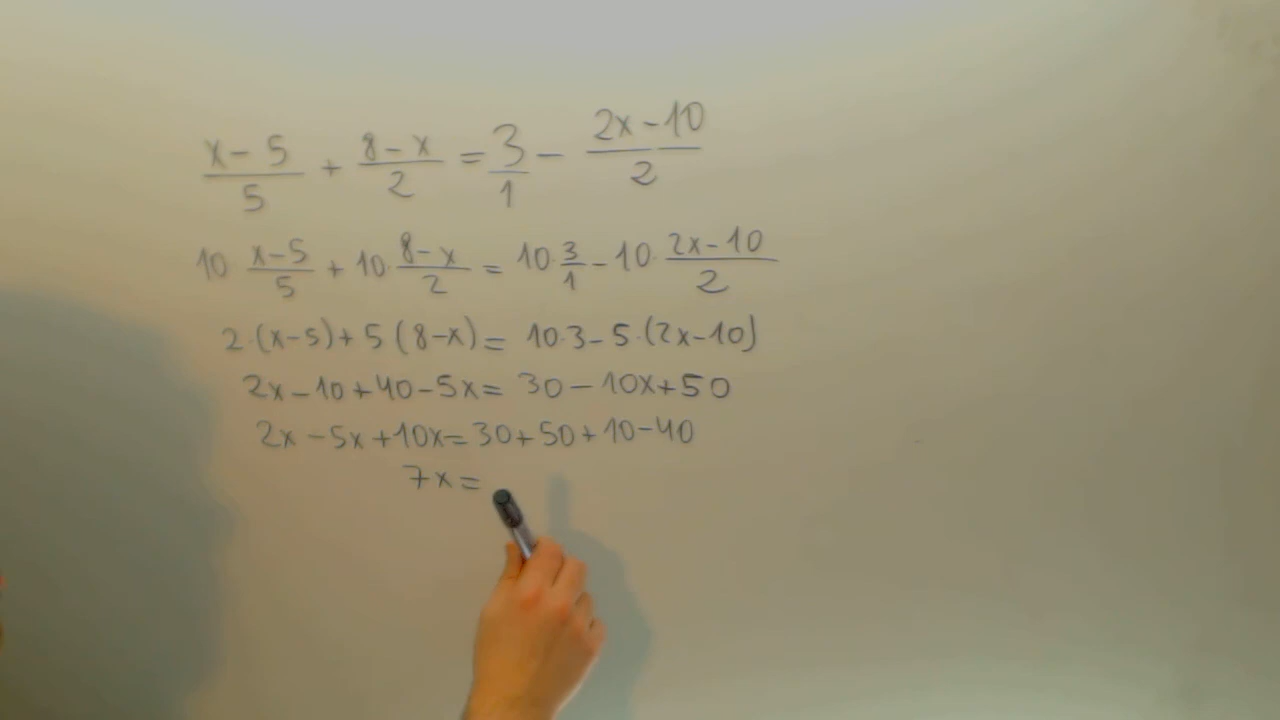 x-5/5 + 8-x/2 = 3/1 - 2x-10/2
10 x-5/5 + 10· 8-x/2 = 10· 3/1 - 10· 2x-10/2
2·(x-5)+5(8-x)= 10·3-5·(2x-10)
2x-10+40-5x= 30-10x+50
2x-5x+10x=30+50+10-40
7x=